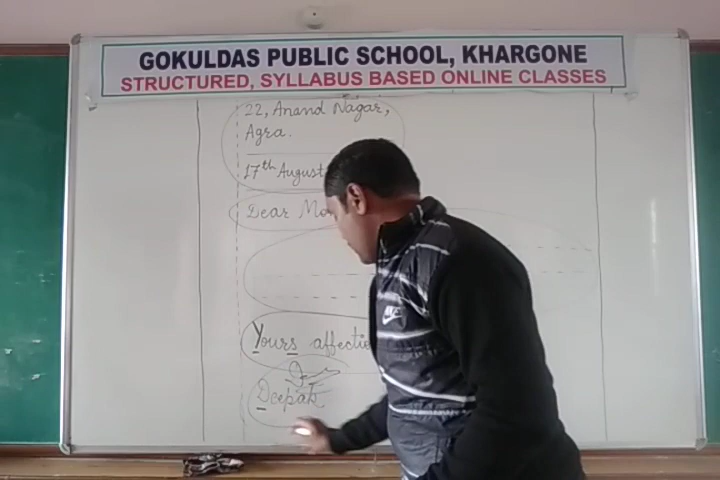 GOKULDAS PUBLIC SCHOOL, KHARGONE
STRUCTURED, SYLLABUS BASED ONLINE CLASSES
22, Anand Nagar,
Agra.
17th August
Dear
Yours
Deepak
NIKE